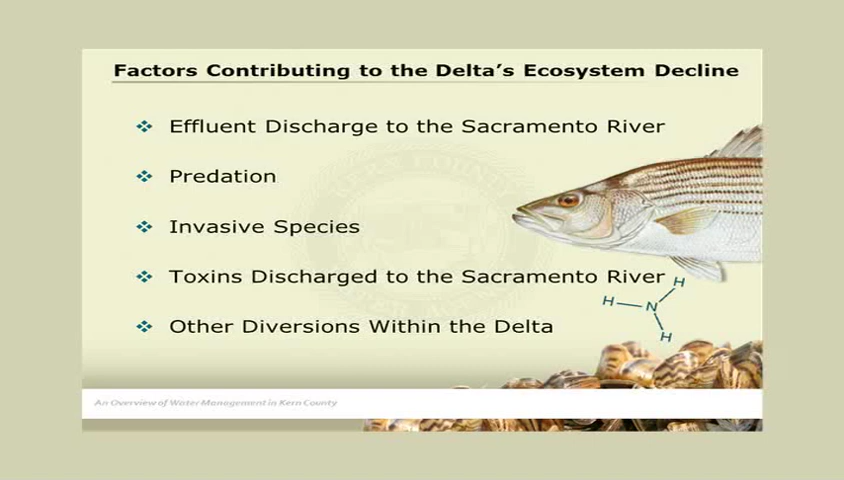 Factors Contributing to the Delta's Ecosystem Decline
Effluent Discharge to the Sacramento River
Predation
Invasive Species
Toxins Discharged to the Sacramento River
H
H
N
H
Other Diversions Within the Delta
An Overview of Water Management in Kern County